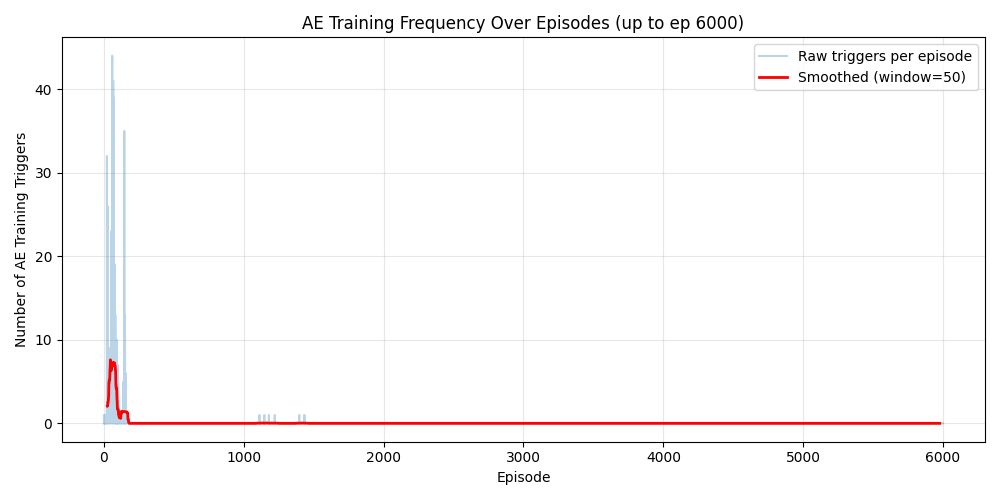 AE Training Frequency Over Episodes (up to ep 6000)
Raw triggers per episode
Smoothed (window=50)
Number of AE Training Triggers
40
30
20
10
0
0 1000 2000 3000 4000 5000 6000
Episode